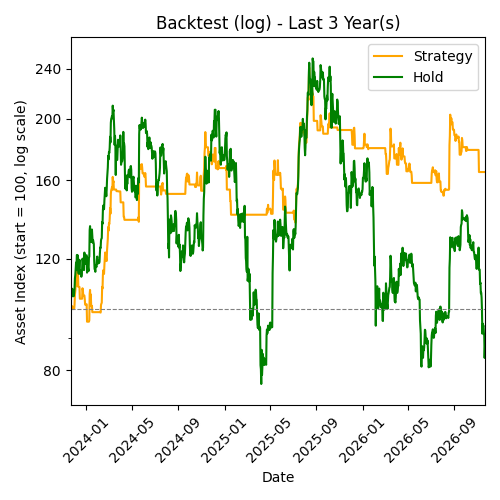 Backtest (log) - Last 3 Year(s)
Strategy
Hold
Asset Index (start = 100, log scale)
240
200
160
120
80
2024-01
2024-05
2024-09
2025-01
2025-05
2025-09
2026-01
2026-05
2026-09
Date